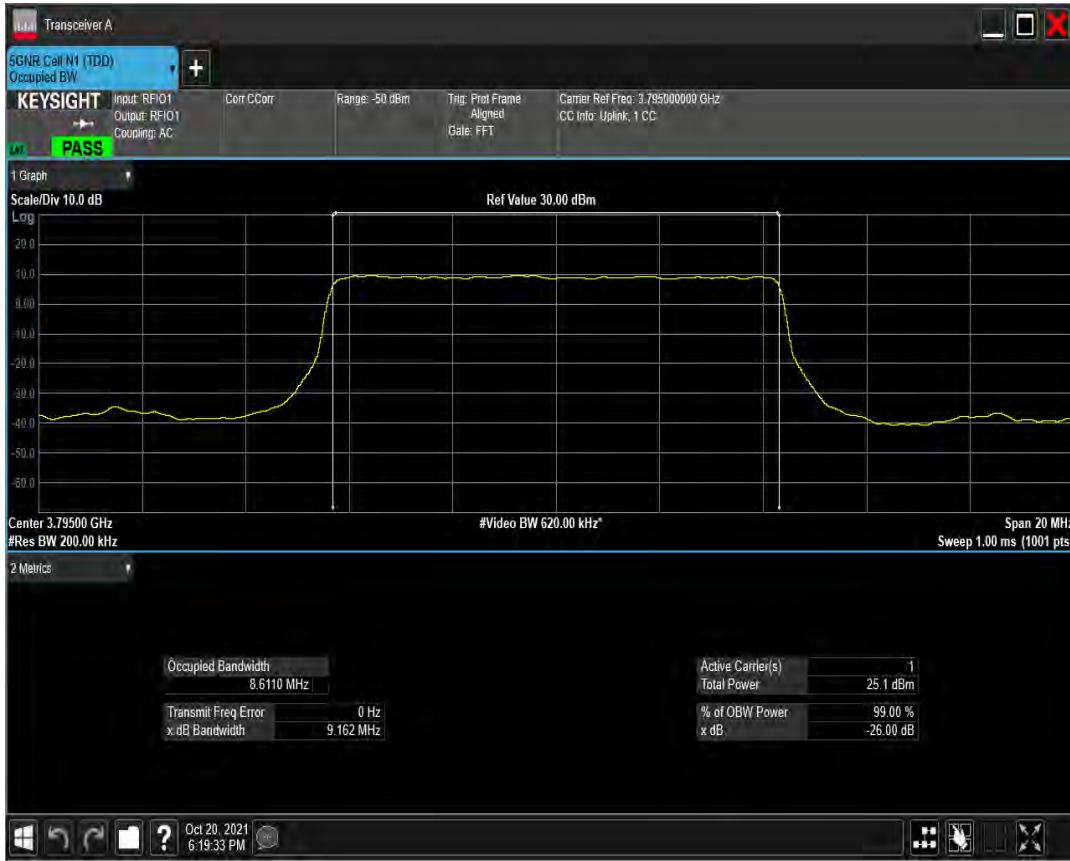 Transceiver A
5GNR Cell N1 (TDD)
Occupied BW
+
KEYSIGHT
PASS
Input: RFIO1
Output: RFIO1
Coupling: AC
Corr CCorr
Range: -50 dBm
Trig: Prot Frame
Aligned
Gate: FFT
Carrier Ref Freq: 3.795000000 GHz
CC Info: Uplink, 1 CC
1 Graph
Scale/Div 10.0 dB
Ref Value 30.00 dBm
Log
20.0
10.0
0.00
-10.0
-20.0
-30.0
-40.0
-50.0
-60.0
Center 3.79500 GHz
#Video BW 620.00 kHz*
Span 20 MHz
#Res BW 200.00 kHz
Sweep 1.00 ms (1001 pts
2 Metrics
Occupied Bandwidth
8.6110 MHz
Transmit Freq Error 0 Hz
x dB Bandwidth 9.162 MHz
Active Carrier(s) 1
Total Power 25.1 dBm
% of OBW Power 99.00 %
x dB -26.00 dB
?
Oct 20, 2021
6:19:33 PM